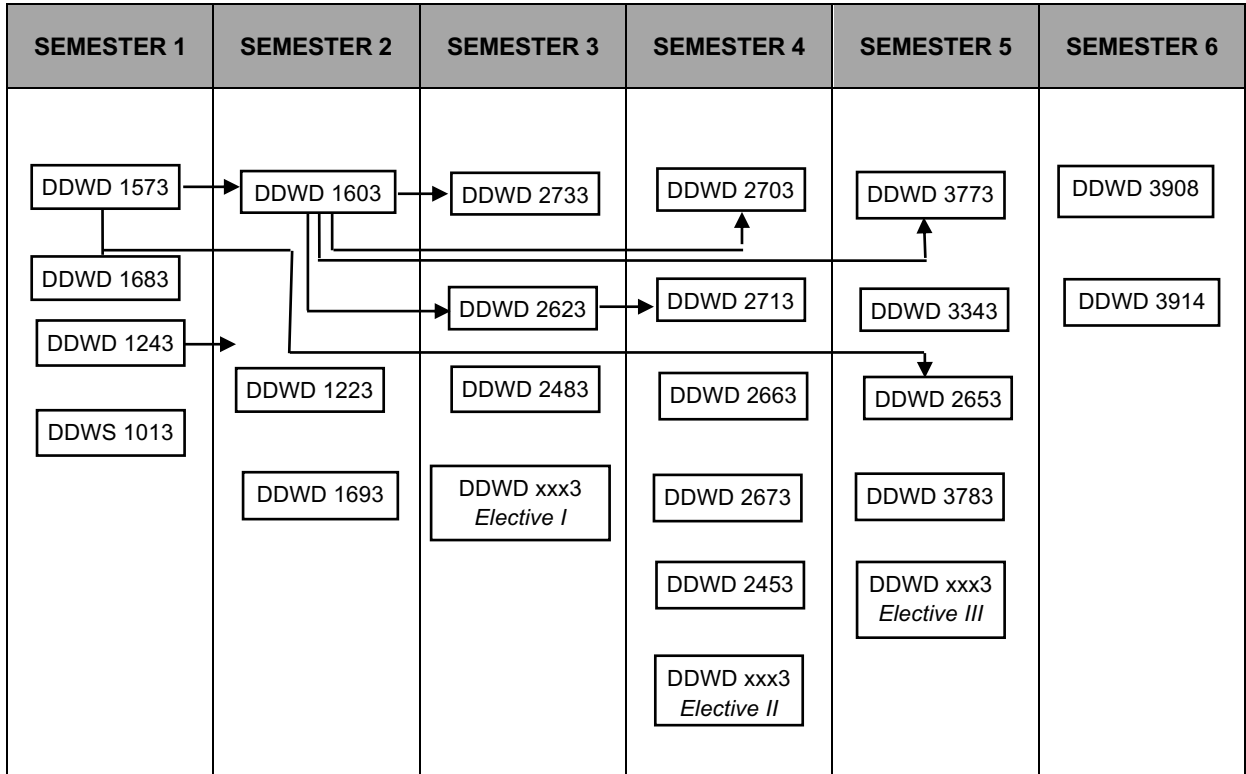 SEMESTER 1
SEMESTER 2
SEMESTER 3
SEMESTER 4
SEMESTER 5
SEMESTER 6
DDWD 1573
DDWD 1683
DDWD 1243
DDWS 1013
DDWD 1603
DDWD 1223
DDWD 1693
DDWD 2733
DDWD 2623
DDWD 2483
DDWD xxx3
Elective I
DDWD 2703
DDWD 2713
DDWD 2663
DDWD 2673
DDWD 2453
DDWD xxx3
Elective II
DDWD 3773
DDWD 3343
DDWD 2653
DDWD 3783
DDWD xxx3
Elective III
DDWD 3908
DDWD 3914